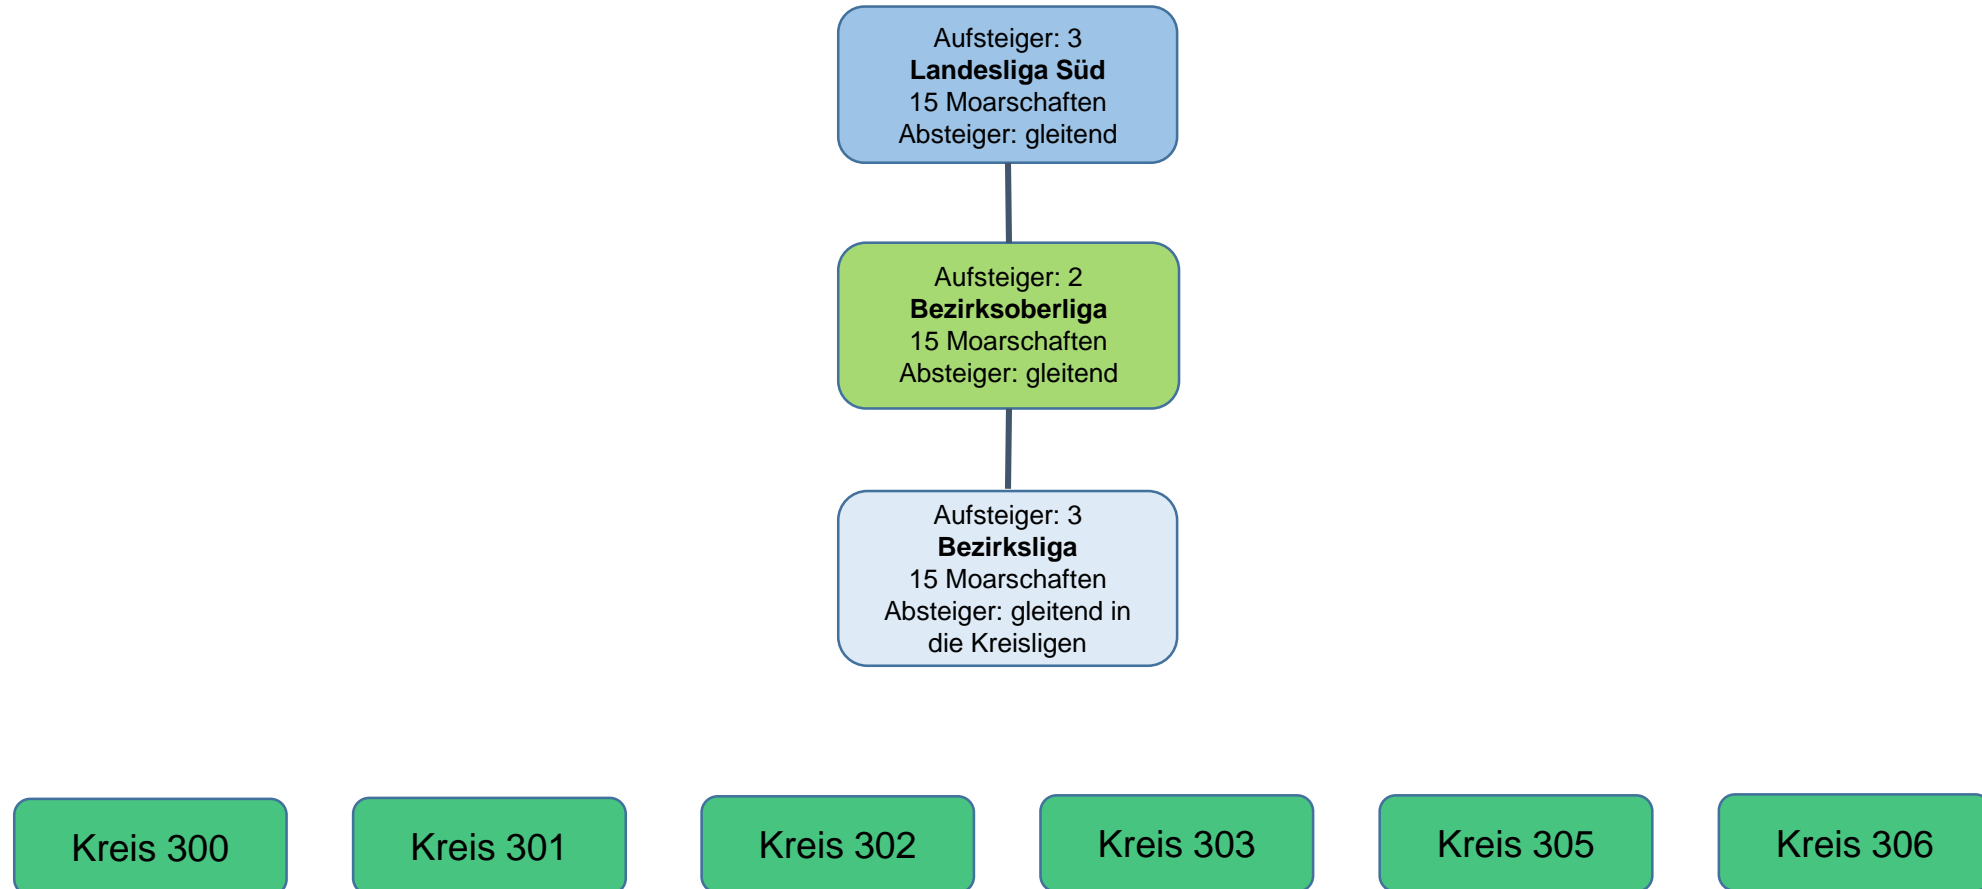 Aufsteiger: 3
Landesliga Süd
15 Moarschaften
Absteiger: gleitend
Aufsteiger: 2
Bezirksoberliga
15 Moarschaften
Absteiger: gleitend
Aufsteiger: 3
Bezirksliga
15 Moarschaften
Absteiger: gleitend in
die Kreisligen
Kreis 300
Kreis 301
Kreis 302
Kreis 303
Kreis 305
Kreis 306